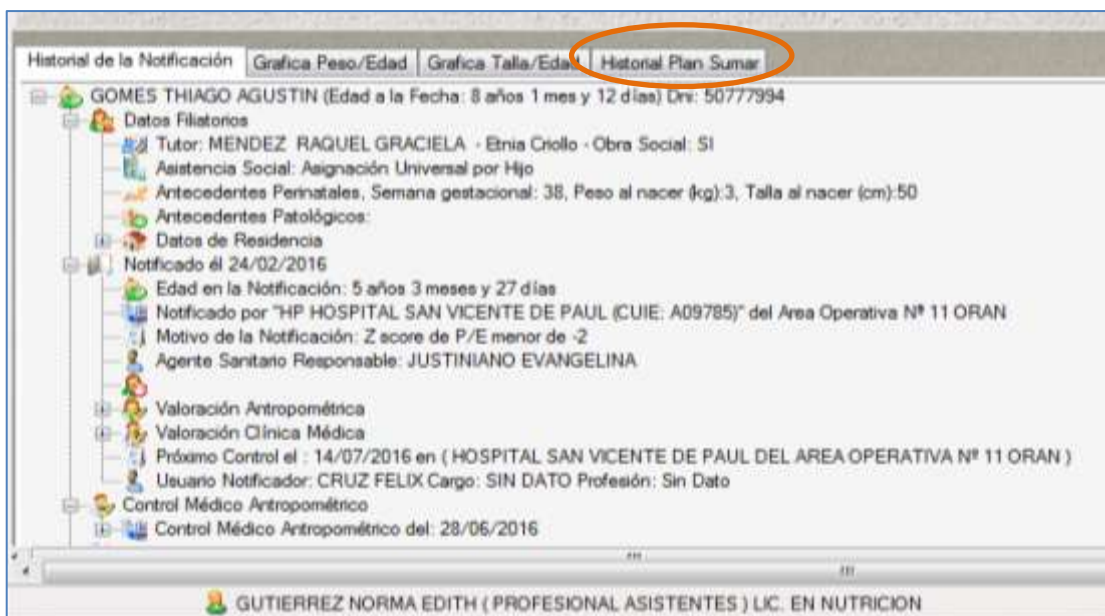 Historial de la Notificación Grafica Peso/Edad Grafica Talla/Edad Historial Plan Sumar
GOMES THIAGO AGUSTIN (Edad a la Fecha: 8 años 1 mes y 12 días) Dni: 50777994
Datos Filiatorios
Tutor: MENDEZ RAQUEL GRACIELA - Etnia Criollo - Obra Social: SI
Asistencia Social: Asignación Universal por Hijo
Antecedentes Perinatales, Semana gestacional: 38, Peso al nacer (kg):3, Talla al nacer (cm):50
Antecedentes Patológicos:
Datos de Residencia
Notificado él 24/02/2016
Edad en la Notificación: 5 años 3 meses y 27 días
Notificado por "HP HOSPITAL SAN VICENTE DE PAUL (CUIE: A09785)" del Area Operativa Nº 11 ORAN
Motivo de la Notificación: Z score de P/E menor de -2
Agente Sanitario Responsable: JUSTINIANO EVANGELINA
Valoración Antropométrica
Valoración Clínica Médica
Próximo Control el : 14/07/2016 en ( HOSPITAL SAN VICENTE DE PAUL DEL AREA OPERATIVA Nº 11 ORAN )
Usuario Notificador: CRUZ FELIX Cargo: SIN DATO Profesión: Sin Dato
Control Médico Antropométrico
Control Médico Antropométrico del: 28/06/2016
GUTIERREZ NORMA EDITH ( PROFESIONAL ASISTENTES ) LIC. EN NUTRICION